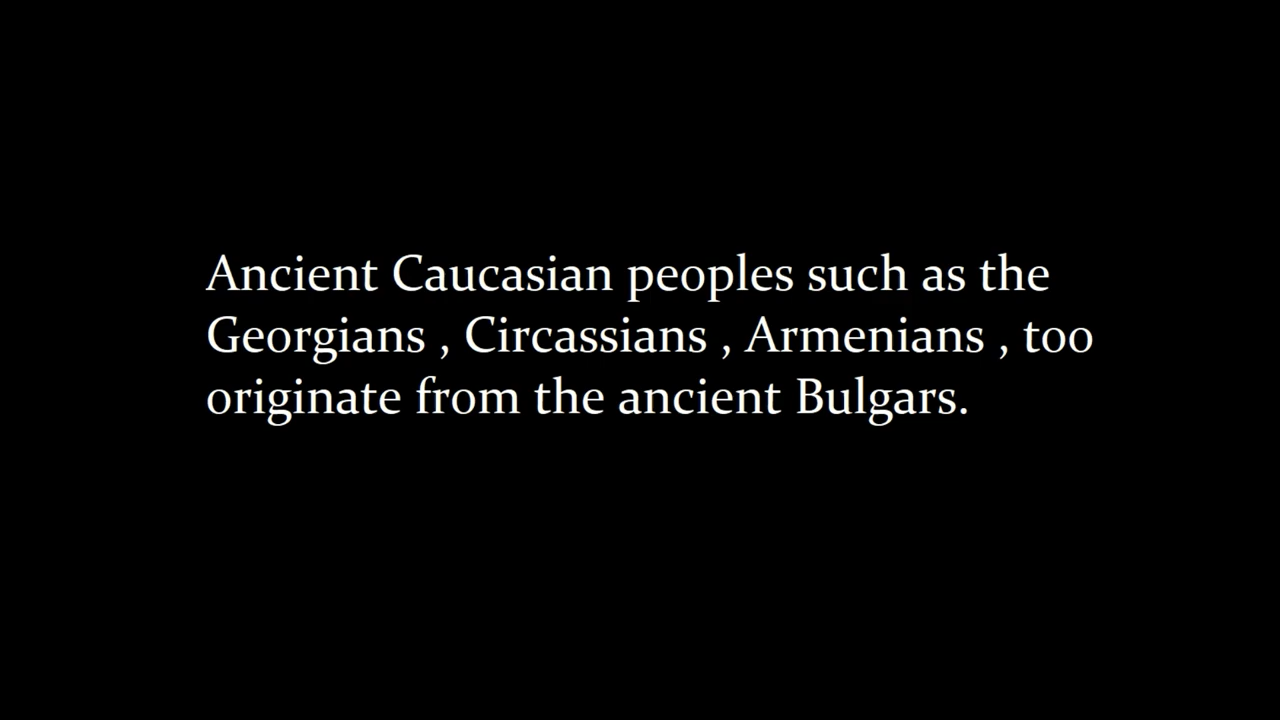 Ancient Caucasian peoples such as the
Georgians , Circassians , Armenians , too
originate from the ancient Bulgars.